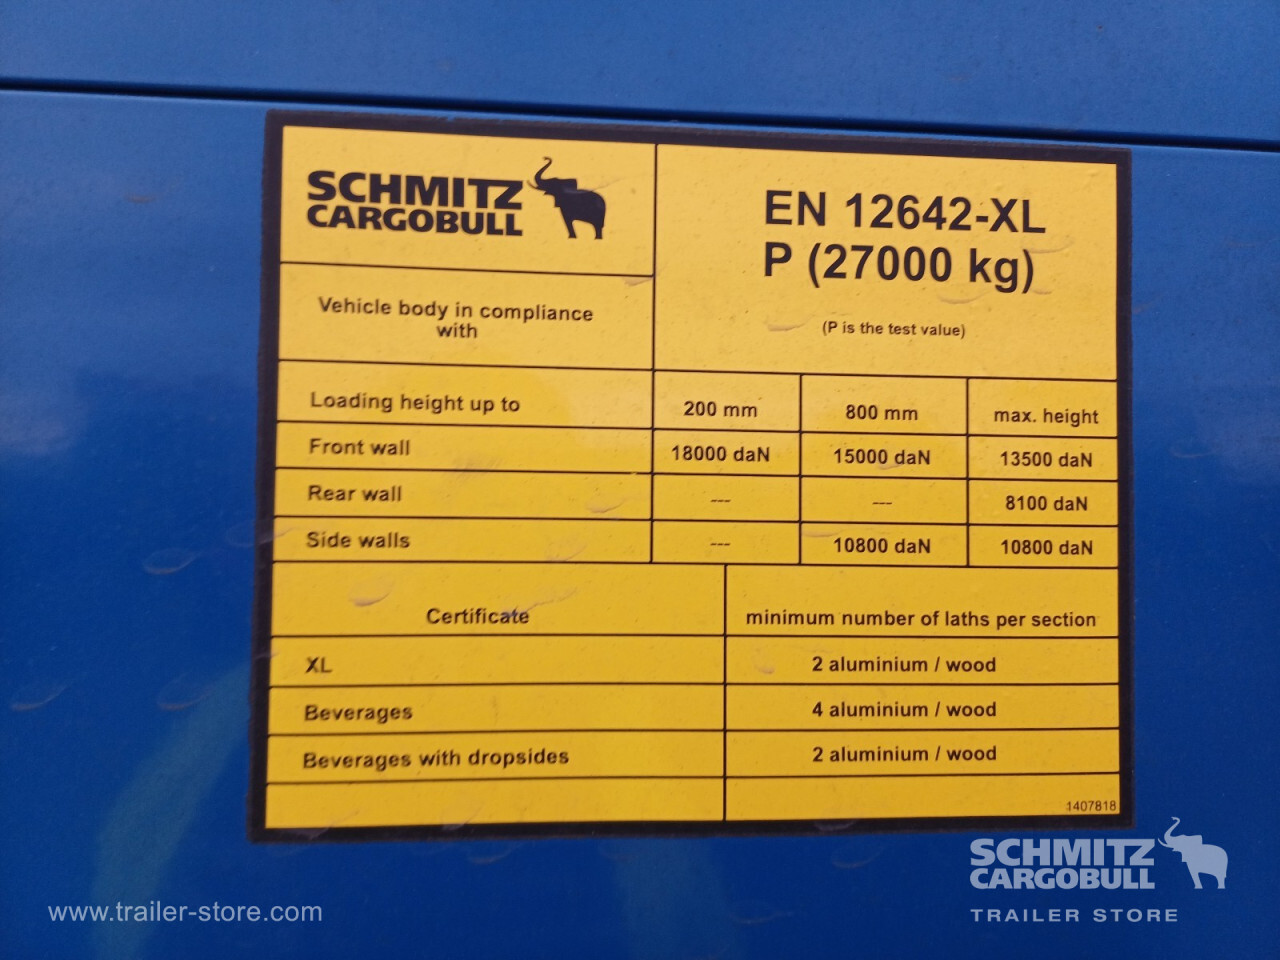 SCHMITZ
CARGOBULL
EN 12642-XL
P (27000 kg)
(P is the test value)
Vehicle body in compliance
with
Loading height up to 200 mm 800 mm max. height
Front wall 18000 daN 15000 daN 13500 daN
Rear wall --- --- 8100 daN
Side walls --- 10800 daN 10800 daN
Certificate minimum number of laths per section
XL 2 aluminium / wood
Beverages 4 aluminium / wood
Beverages with dropsides 2 aluminium / wood
1407818
SCHMITZ
CARGOBULL
TRAILER STORE
www.trailer-store.com